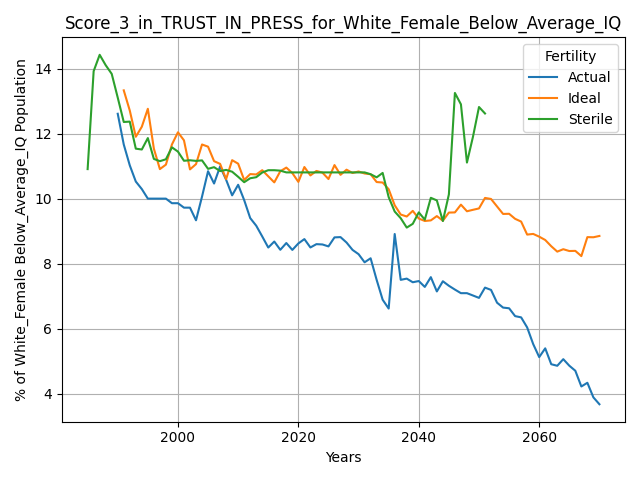 Score_3_in_TRUST_IN_PRESS_for_White_Female_Below_Average_IQ
% of White_Female Below_Average_IQ Population
14
12
10
8
6
4
Fertility
Actual
Ideal
Sterile
2000 2020 2040 2060
Years